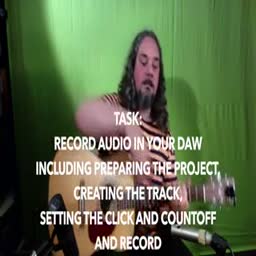 TASK:
RECORD AUDIO IN YOUR DAW
INCLUDING PREPARING THE PROJECT,
CREATING THE TRACK,
SETTING THE CLICK AND COUNTOFF
AND RECORD